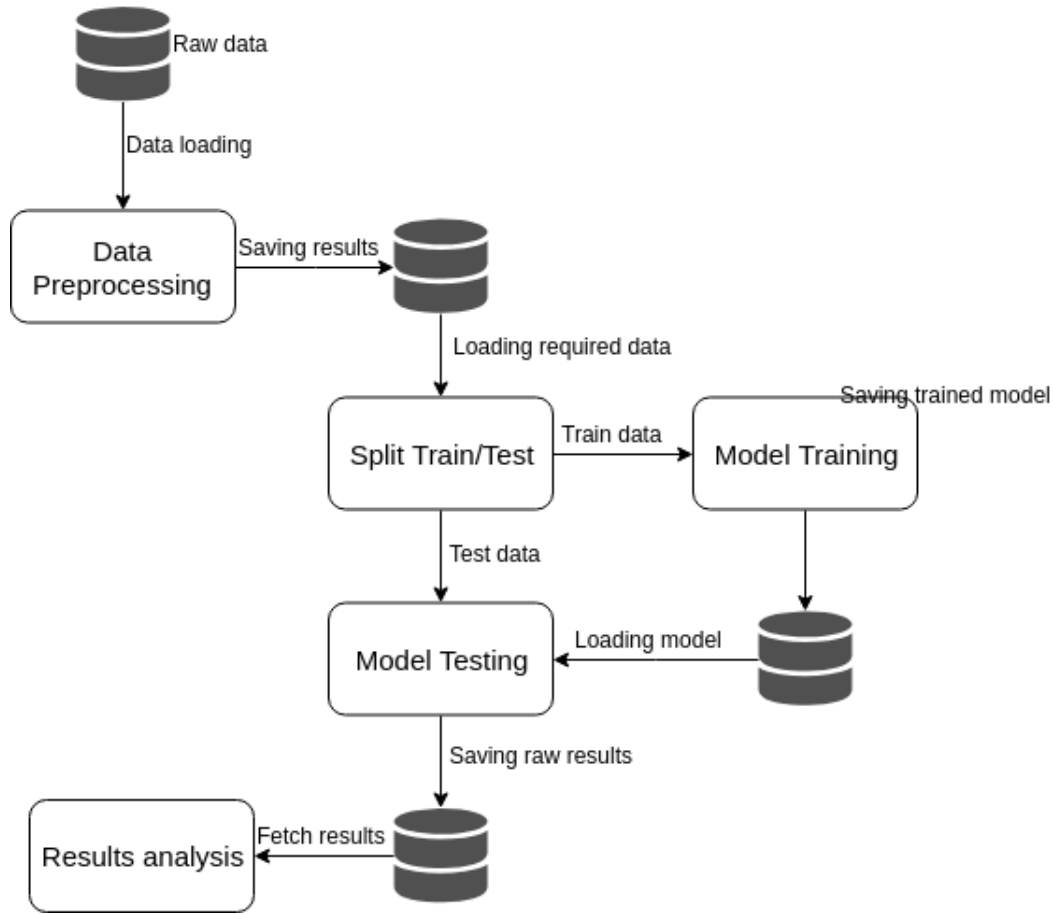 Raw data
Data loading
Data
Preprocessing
Saving results
Loading required data
Saving trained model
Split Train/Test
Train data
Model Training
Test data
Model Testing
Loading model
Saving raw results
Results analysis
Fetch results